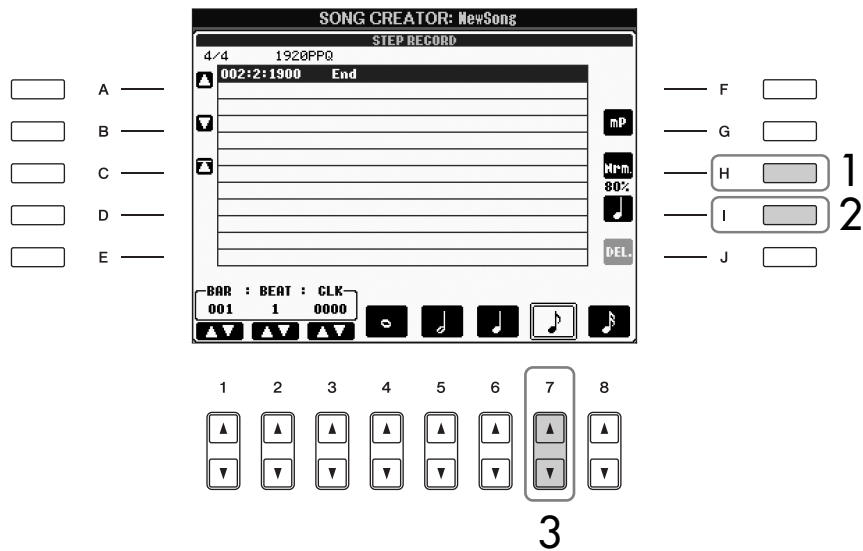 SONG CREATOR: NewSong
STEP RECORD
4/4 1920PPQ
002:2:1900 End
A
B
C
D
E
mP
Nrm.
80%
DEL.
F
G
H
I
J
1
2
BAR : BEAT : CLK
001 1 0000
1 2 3 4 5 6 7 8
3